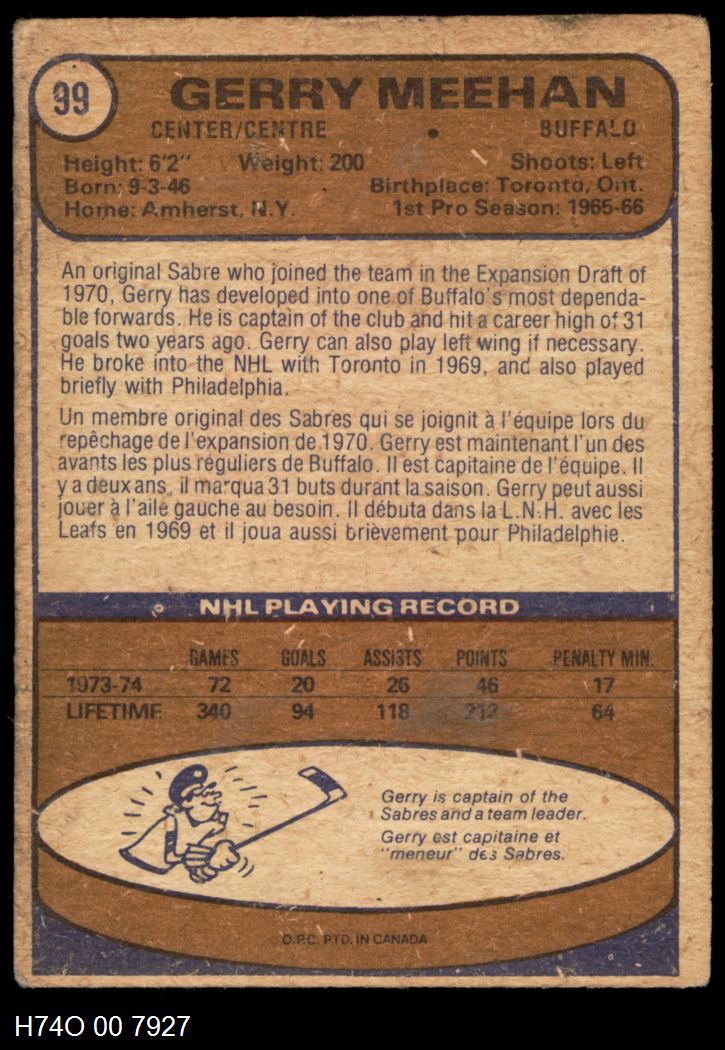 99
GERRY MEEHAN
CENTER/CENTRE • BUFFALO
Height: 6'2" Weight: 200 Shoots: Left
Born: 9-3-46 Birthplace: Toronto, Ont.
Home: Amherst, N.Y. 1st Pro Season: 1965-66
An original Sabre who joined the team in the Expansion Draft of
1970, Gerry has developed into one of Buffalo's most dependa-
ble forwards. He is captain of the club and hit a career high of 31
goals two years ago. Gerry can also play left wing if necessary.
He broke into the NHL with Toronto in 1969, and also played
briefly with Philadelphia.
Un membre original des Sabres qui se joignit à l'équipe lors du
repêchage de l'expansion de 1970. Gerry est maintenant l'un des
avants les plus réguliers de Buffalo. Il est capitaine de l'équipe. Il
y a deux ans, il marqua 31 buts durant la saison. Gerry peut aussi
jouer à l'aile gauche au besoin. Il débuta dans la L.N.H. avec les
Leafs en 1969 et il joua aussi brièvement pour Philadelphie.
NHL PLAYING RECORD
GAMES GOALS ASSISTS POINTS PENALTY MIN.
1973-74 72 20 26 46 17
LIFETIME 340 94 118 212 64
Gerry is captain of the
Sabres and a team leader.
Gerry est capitaine et
"meneur" des Sabres.
O.P.C. PTD. IN CANADA
H74O 00 7927